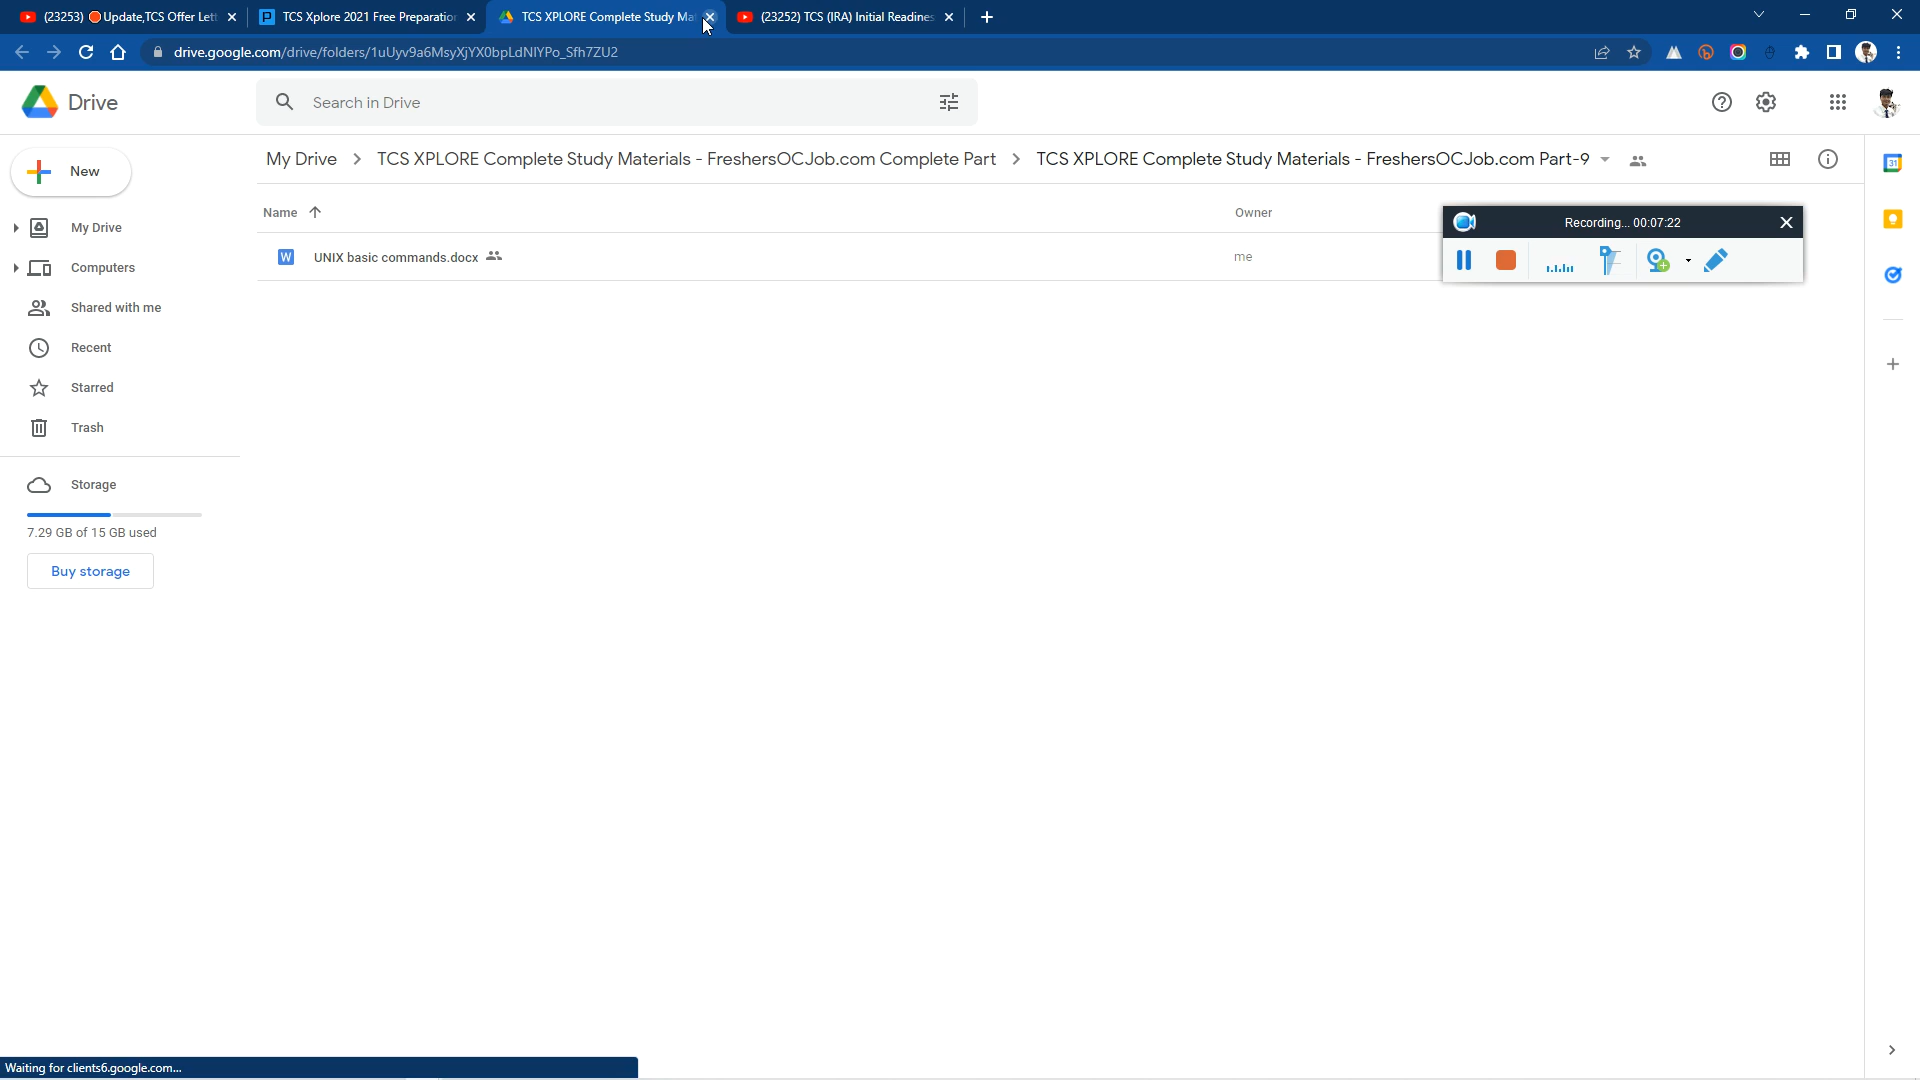 (23253) 🔴Update,TCS Offer Lett
TCS Xplore 2021 Free Preparation
TCS XPLORE Complete Study Mat
(23252) TCS (IRA) Initial Readines
drive.google.com/drive/folders/1uUyv9a6MsyXjYX0bpLdNIYPo_Sfh7ZU2
Drive
Search in Drive
New
My Drive > TCS XPLORE Complete Study Materials - FreshersOCJob.com Complete Part > TCS XPLORE Complete Study Materials - FreshersOCJob.com Part-9
31
Name
Owner
Recording... 00:07:22
W UNIX basic commands.docx
me
My Drive
Computers
Shared with me
Recent
Starred
Trash
Storage
7.29 GB of 15 GB used
Buy storage
Waiting for clients6.google.com...